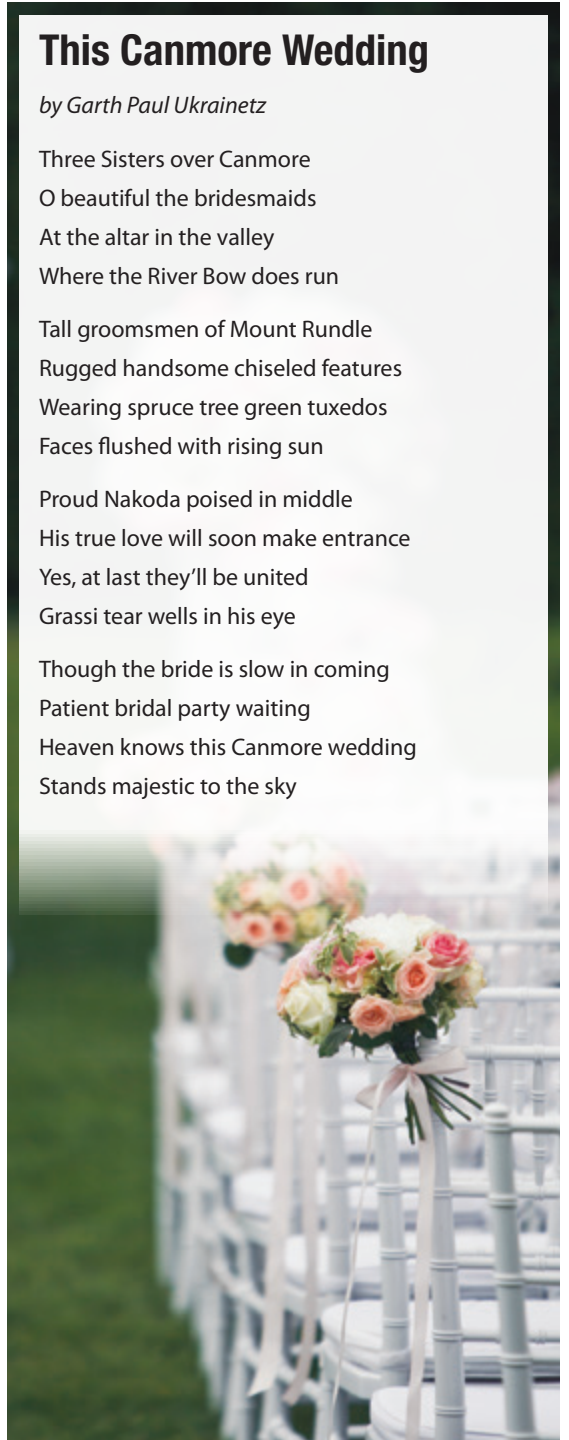 This Canmore Wedding
by Garth Paul Ukrainetz
Three Sisters over Canmore
O beautiful the bridesmaids
At the altar in the valley
Where the River Bow does run
Tall groomsmen of Mount Rundle
Rugged handsome chiseled features
Wearing spruce tree green tuxedos
Faces flushed with rising sun
Proud Nakoda poised in middle
His true love will soon make entrance
Yes, at last they’ll be united
Grassi tear wells in his eye
Though the bride is slow in coming
Patient bridal party waiting
Heaven knows this Canmore wedding
Stands majestic to the sky